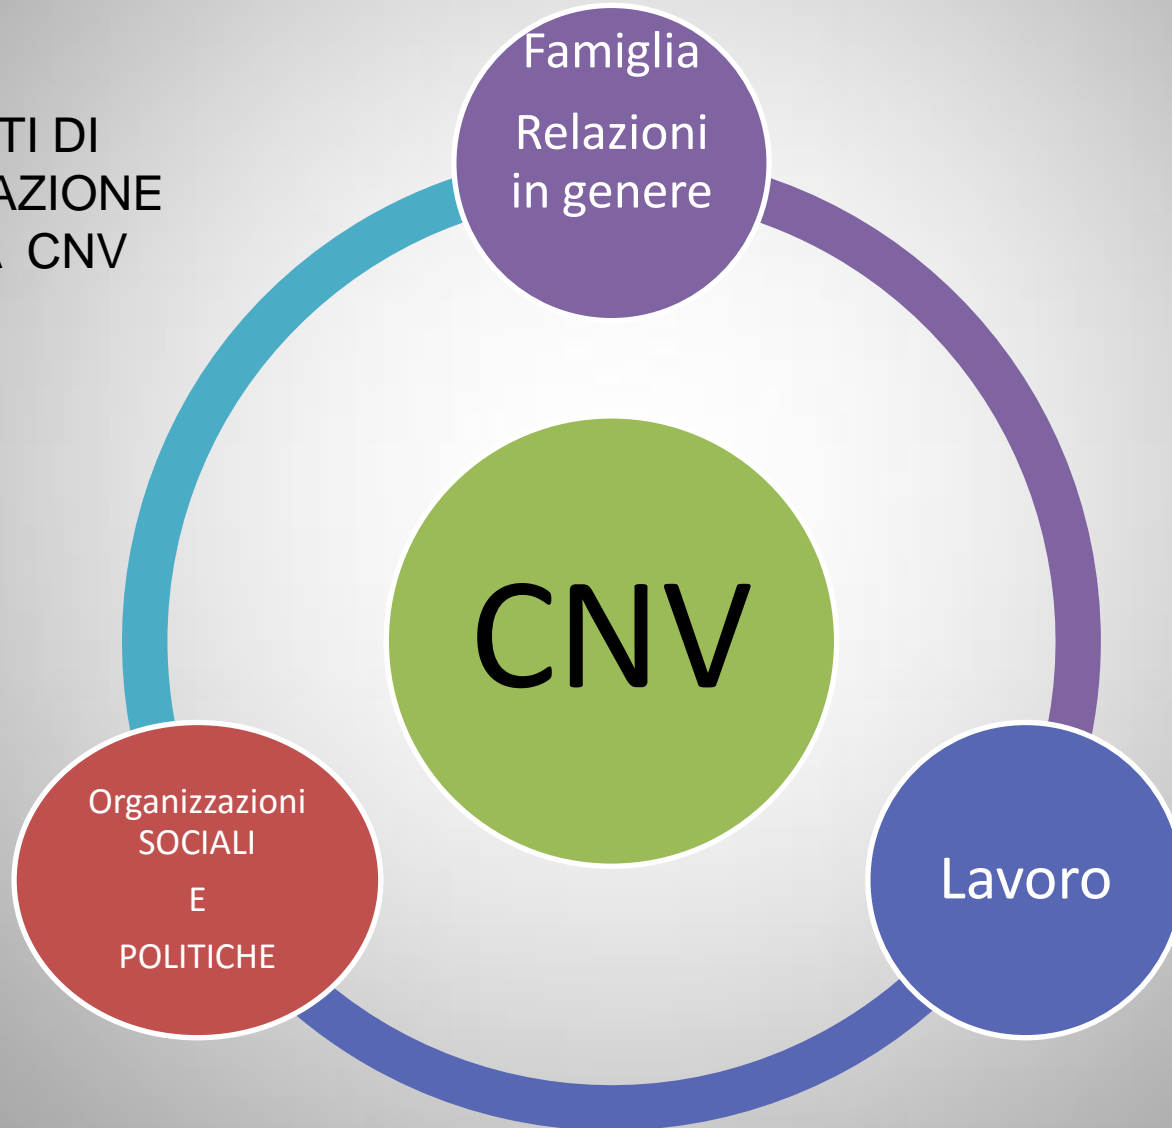 TI DI
AZIONE
CNV
Famiglia
Relazioni
in genere
CNV
Organizzazioni
SOCIALI
E
POLITICHE
Lavoro